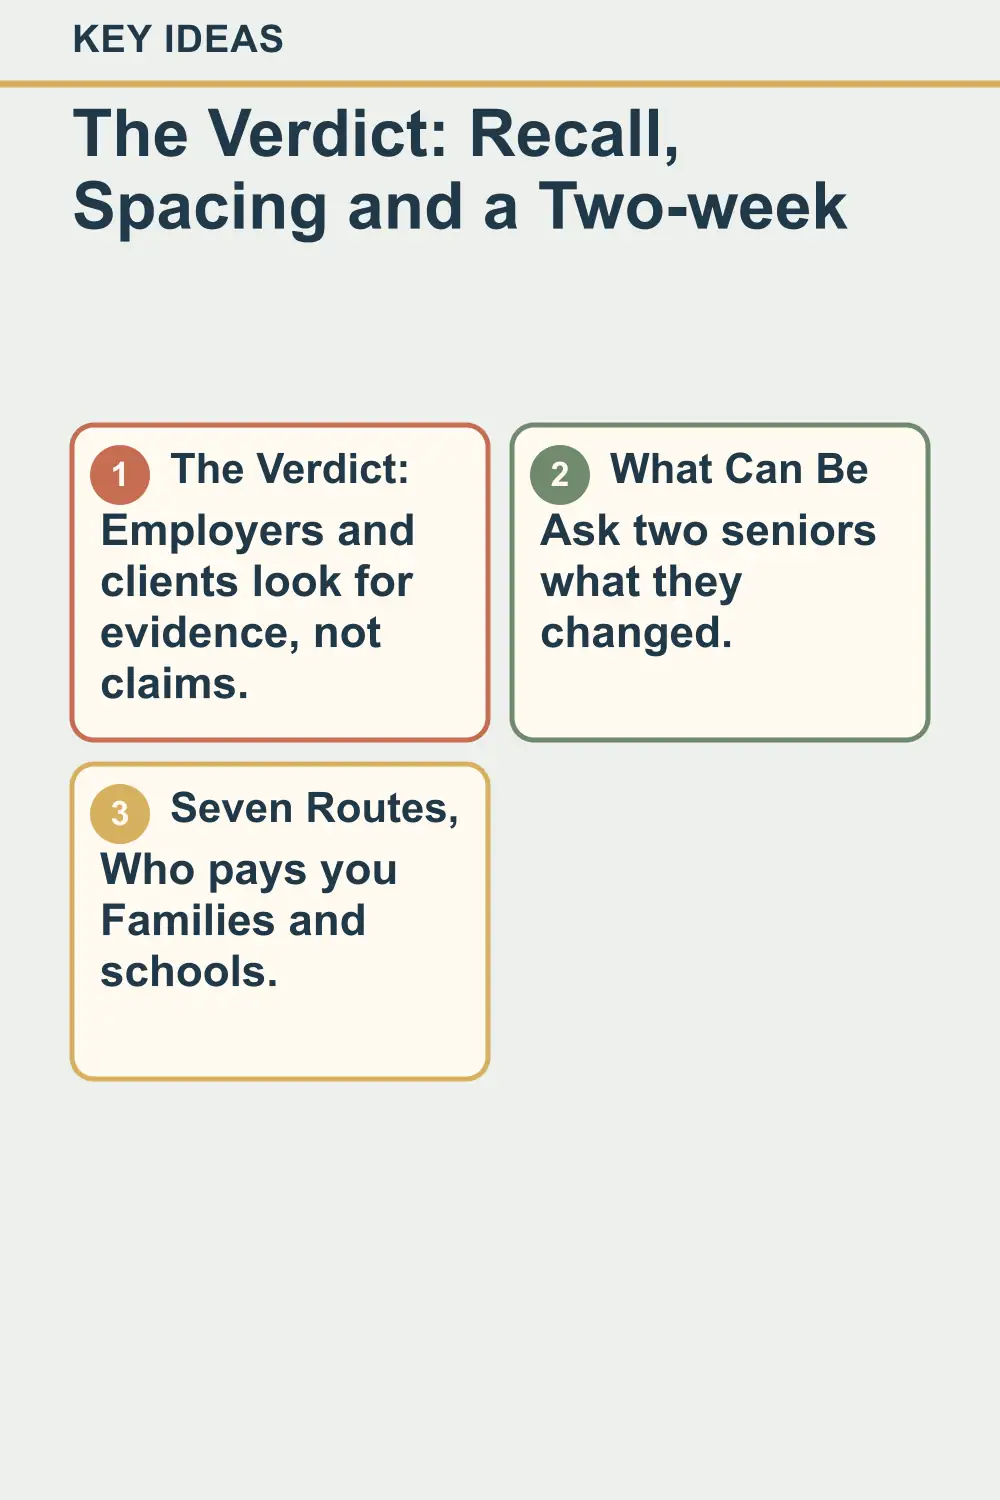 KEY IDEAS
The Verdict: Recall,
Spacing and a Two-week
1 The Verdict:
Employers and
clients look for
evidence, not
claims.
2 What Can Be
Ask two seniors
what they
changed.
3 Seven Routes,
Who pays you
Families and
schools.